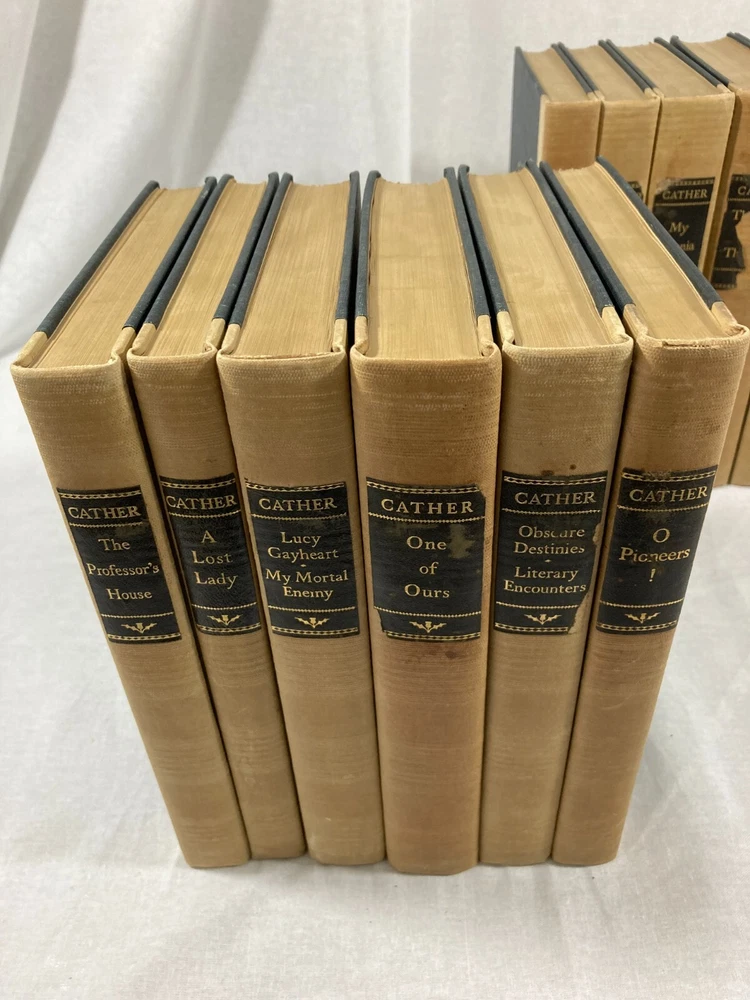 CATHER
The
Professor's
House
CATHER
A
Lost
Lady
CATHER
Lucy
Gayheart
My Mortal
Enemy
CATHER
One
of
Ours
CATHER
Obscure
Destinies
Literary
Encounters
CATHER
O
Pioneers
!
CATHER
My